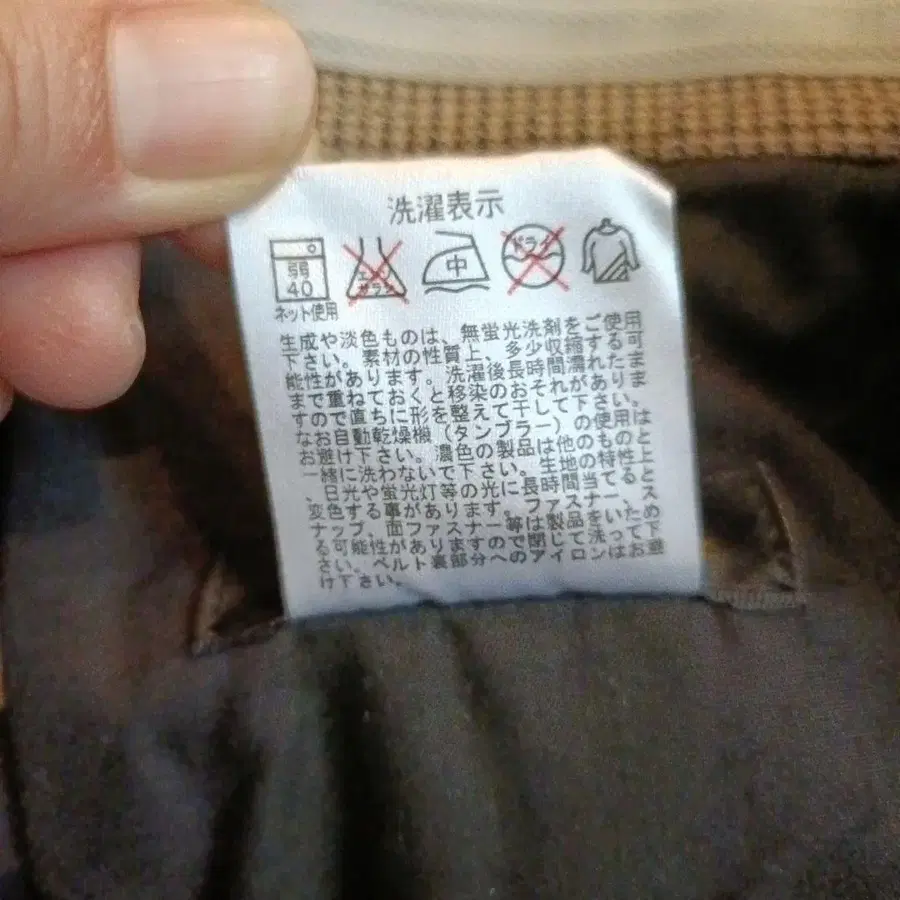 洗濯表示
弱 40 エンソ サラシ 中 ドライ
ネット使用
生成や淡色ものは、無蛍光洗剤をご使用
下さい。素材の性質上、多少収縮する可
能性があります。洗濯後長時間濡れたま
まで重ねておくと移染のおそれがありま
すので直ちに形を整えて干して下さい。
なお自動乾燥機（タンブラー）の使用は
お避け下さい。濃色の製品は他のものと
一緒に洗わないで下さい。生地の特性上
、日光や蛍光灯等の光に長時間当てると
変色する事があります。ファスナー、ス
ナップ、面ファスナー等は製品をいため
る可能性がありますので閉じて洗って下
さい。ベルト裏部分へのアイロンはお避
け下さい。